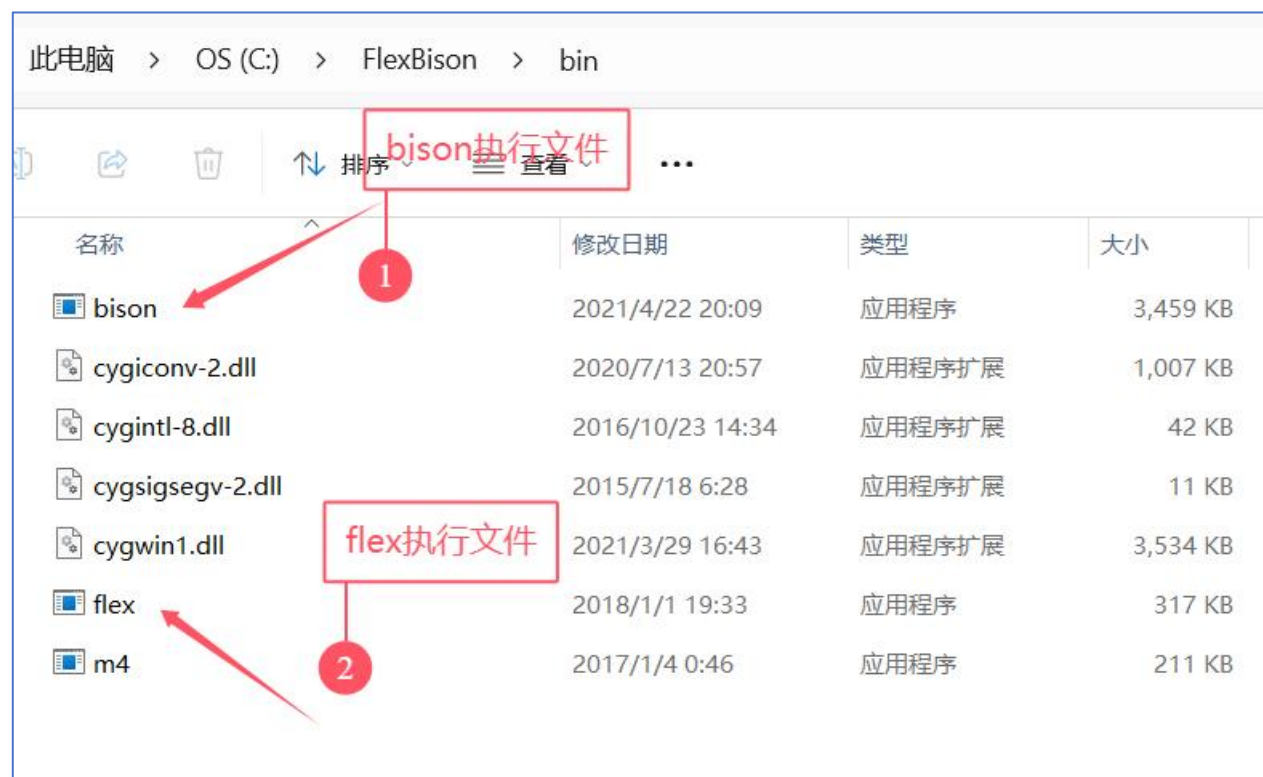 此电脑 > OS (C:) > FlexBison > bin
bison执行文件
排序 查看 ...
名称 修改日期 类型 大小
1
bison 2021/4/22 20:09 应用程序 3,459 KB
cygiconv-2.dll 2020/7/13 20:57 应用程序扩展 1,007 KB
cygintl-8.dll 2016/10/23 14:34 应用程序扩展 42 KB
cygsigsegv-2.dll 2015/7/18 6:28 应用程序扩展 11 KB
flex执行文件
cygwin1.dll 2021/3/29 16:43 应用程序扩展 3,534 KB
flex 2018/1/1 19:33 应用程序 317 KB
2
m4 2017/1/4 0:46 应用程序 211 KB